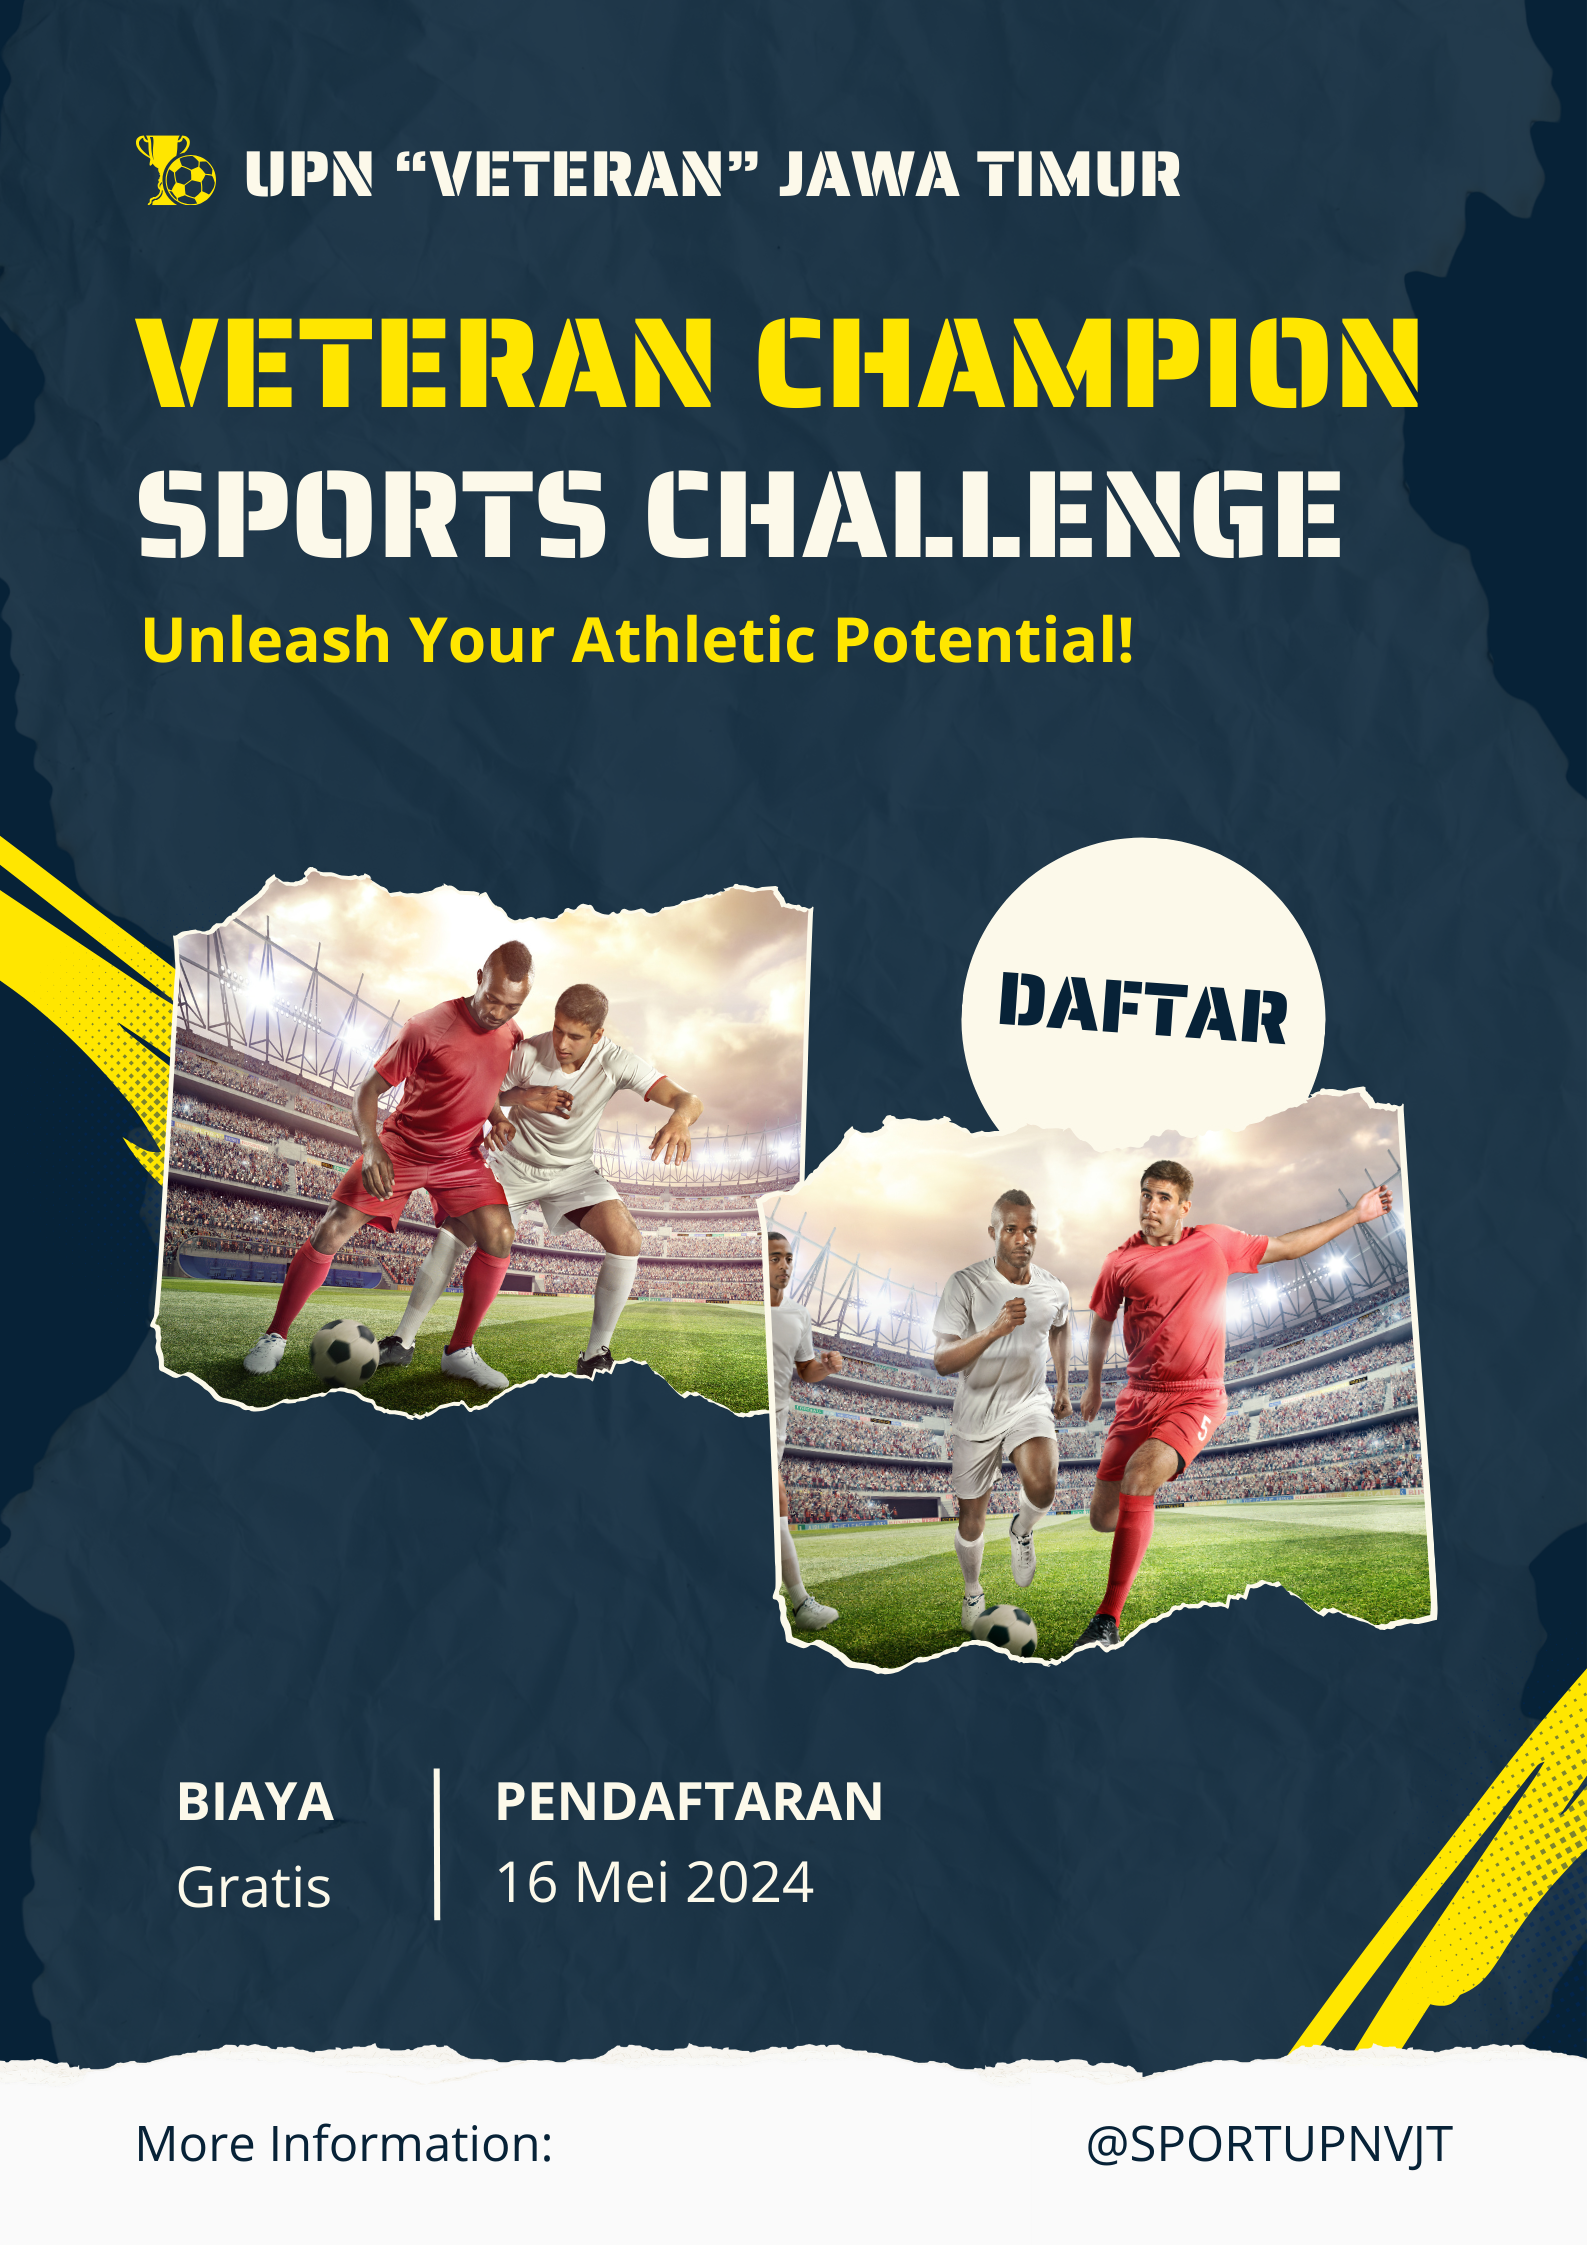 UPN “VETERAN” JAWA TIMUR
VETERAN CHAMPION
SPORTS CHALLENGE
Unleash Your Athletic Potential!
DAFTAR
5
BIAYA
Gratis
PENDAFTARAN
16 Mei 2024
More Information:
@SPORTUPNVJT